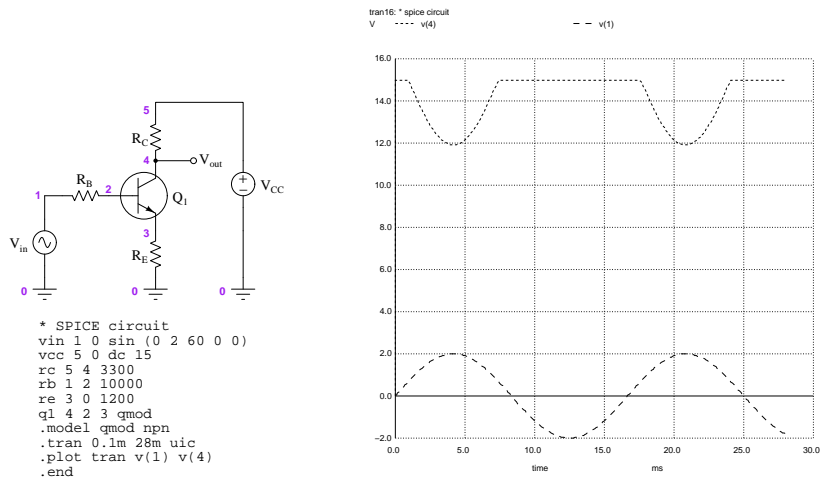 5
R_C
4
V_out
R_B
1
2
Q_1
+
−
V_CC
3
V_in
R_E
0
0
0
* SPICE circuit
vin 1 0 sin (0 2 60 0 0)
vcc 5 0 dc 15
rc 5 4 3300
rb 1 2 10000
re 3 0 1200
q1 4 2 3 qmod
.model qmod npn
.tran 0.1m 28m uic
.plot tran v(1) v(4)
.end
tran16: * spice circuit
V v(4) v(1)
16.0
14.0
12.0
10.0
8.0
6.0
4.0
2.0
0.0
−2.0
0.0 5.0 10.0 15.0 20.0 25.0 30.0
time ms